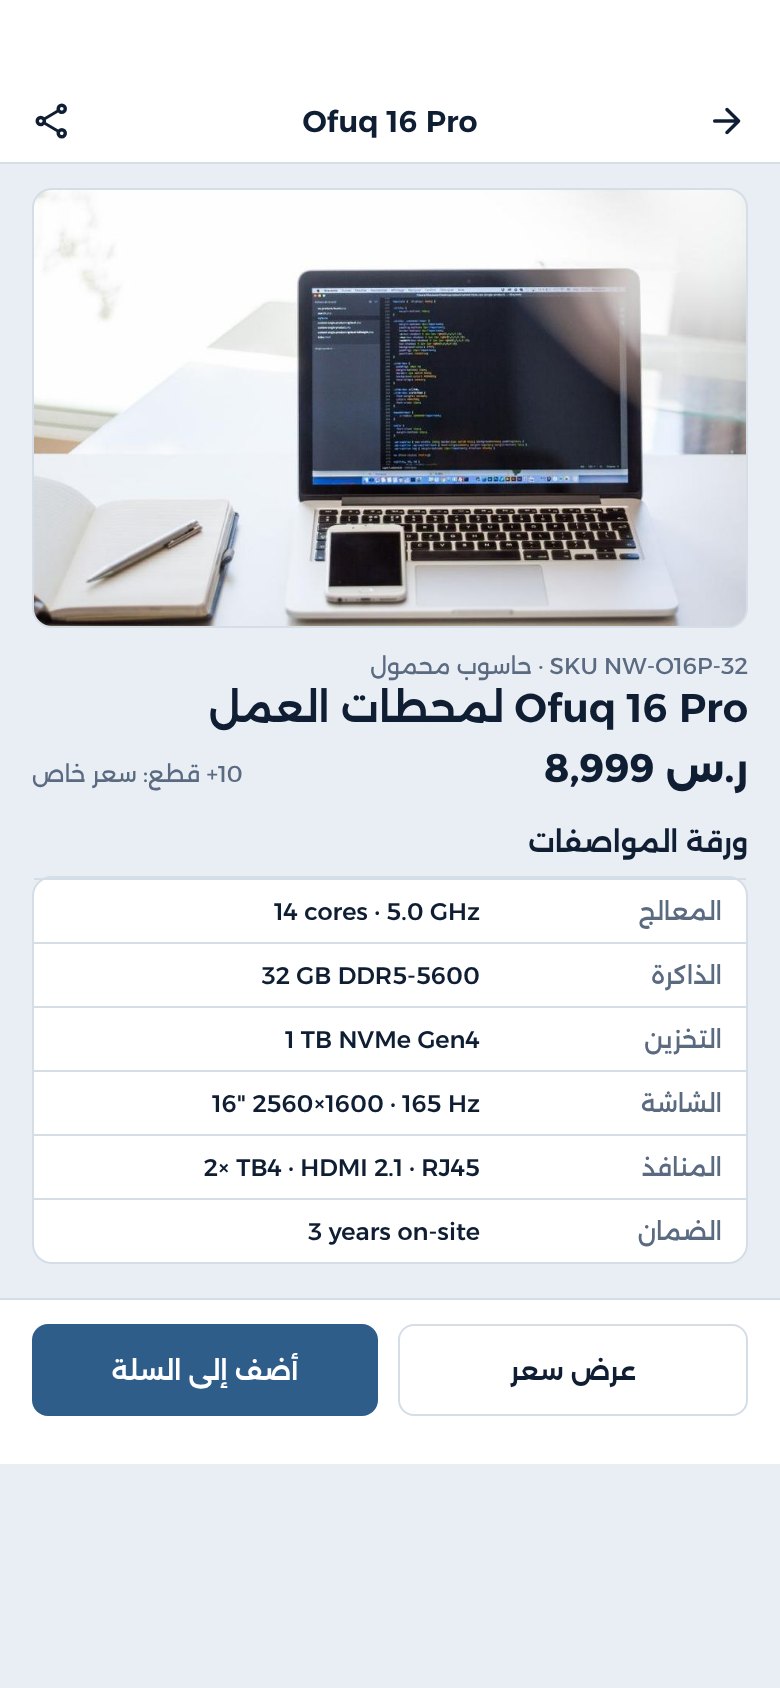 Ofuq 16 Pro
SKU NW-O16P-32 · حاسوب محمول
Ofuq 16 Pro لمحطات العمل
ر.س 8,999
10+ قطع: سعر خاص
ورقة المواصفات
المعالج 14 cores · 5.0 GHz
الذاكرة 32 GB DDR5-5600
التخزين 1 TB NVMe Gen4
الشاشة 16" 2560×1600 · 165 Hz
المنافذ 2× TB4 · HDMI 2.1 · RJ45
الضمان 3 years on-site
عرض سعر
أضف إلى السلة